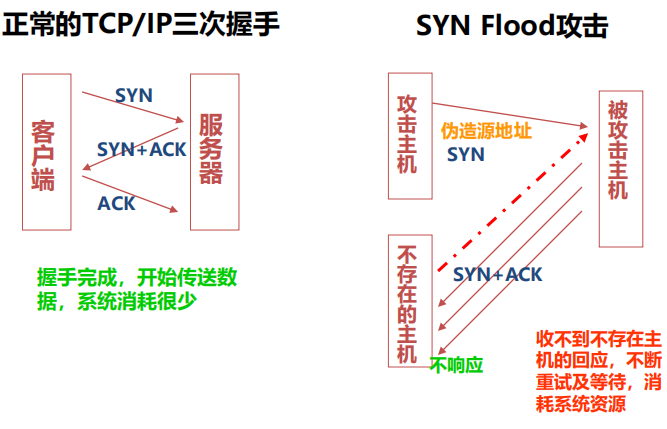 正常的TCP/IP三次握手
客户端
服务器
SYN
SYN+ACK
ACK
握手完成，开始传送数
据，系统消耗很少
SYN Flood攻击
攻击主机
被攻击主机
伪造源地址
SYN
不存在的主机
SYN+ACK
不响应
收不到不存在主
机的回应，不断
重试及等待，消
耗系统资源